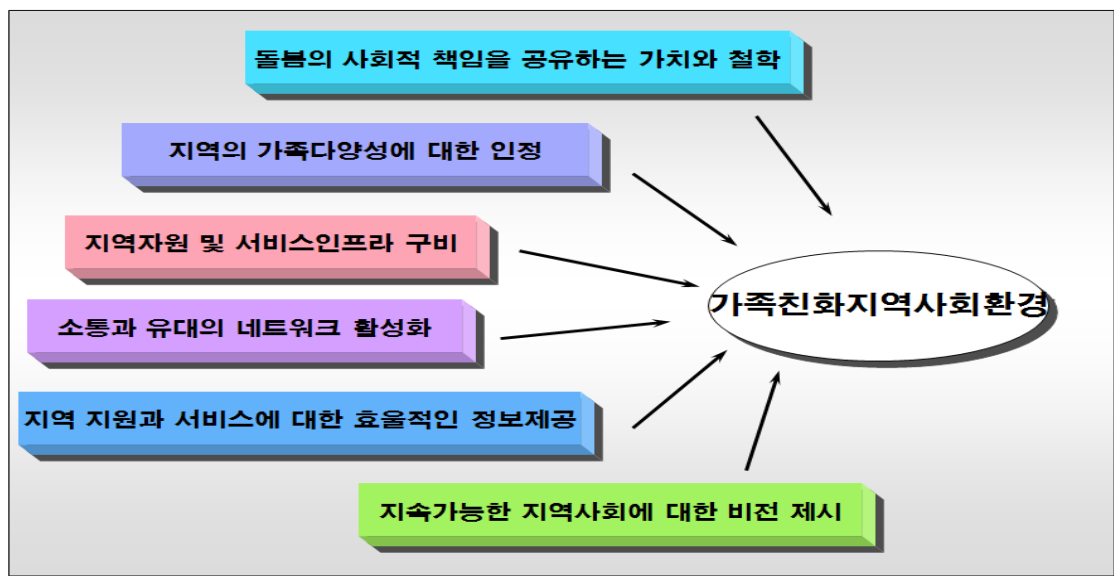 돌봄의 사회적 책임을 공유하는 가치와 철학
지역의 가족다양성에 대한 인정
지역자원 및 서비스인프라 구비
가족친화지역사회환경
소통과 유대의 네트워크 활성화
지역 지원과 서비스에 대한 효울적인 정보제공
지속가능한 지역사회에 대한 비전 제시